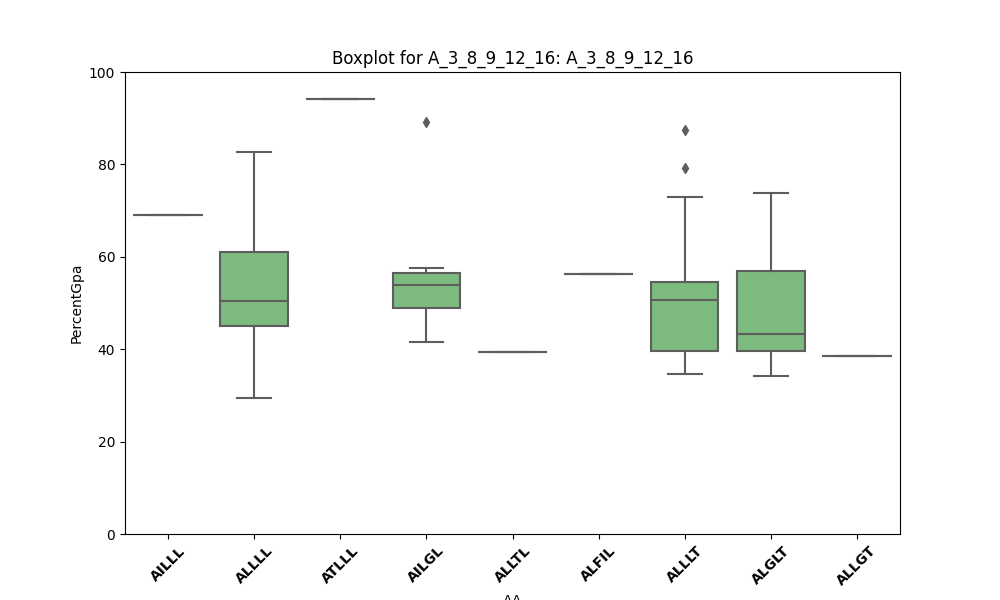 Boxplot for A_3_8_9_12_16: A_3_8_9_12_16
100
80
60
40
20
0
PercentGpa
AILLL
ALLLL
ATLLL
AILGL
ALLTL
ALFIL
ALLLT
ALGLT
ALLGT
AA